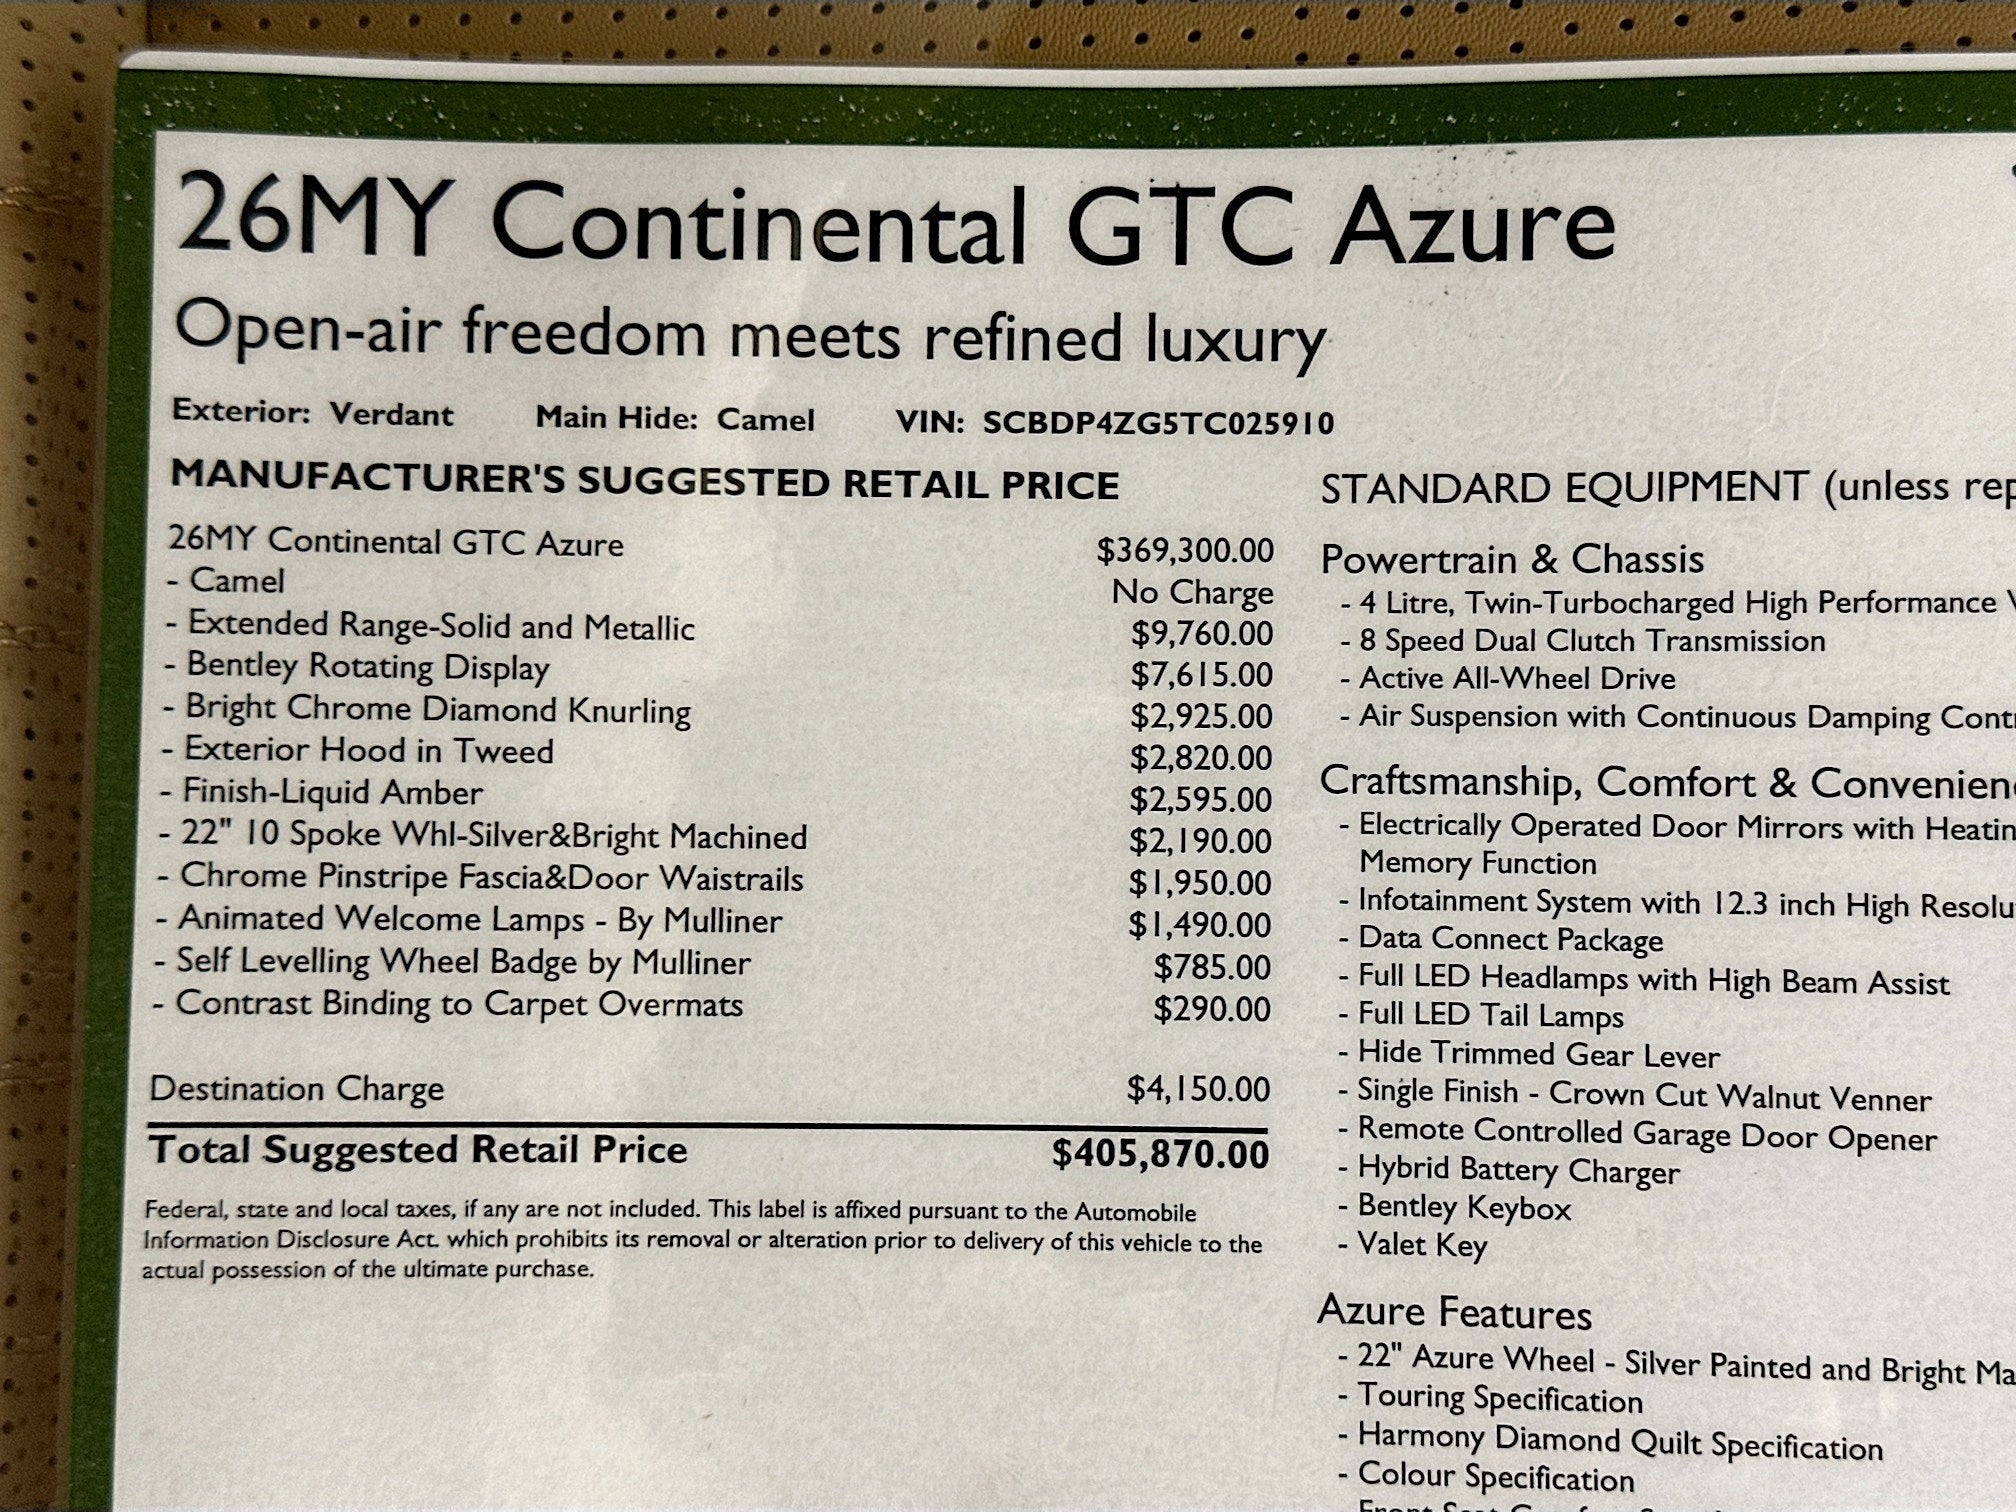 26MY Continental GTC Azure
Open-air freedom meets refined luxury
Exterior: Verdant Main Hide: Camel VIN: SCBDP4ZG5TC025910
MANUFACTURER'S SUGGESTED RETAIL PRICE
26MY Continental GTC Azure $369,300.00
- Camel No Charge
- Extended Range-Solid and Metallic $9,760.00
- Bentley Rotating Display $7,615.00
- Bright Chrome Diamond Knurling $2,925.00
- Exterior Hood in Tweed $2,820.00
- Finish-Liquid Amber $2,595.00
- 22" 10 Spoke Whl-Silver&Bright Machined $2,190.00
- Chrome Pinstripe Fascia&Door Waistrails $1,950.00
- Animated Welcome Lamps - By Mulliner $1,490.00
- Self Levelling Wheel Badge by Mulliner $785.00
- Contrast Binding to Carpet Overmats $290.00
Destination Charge $4,150.00
Total Suggested Retail Price $405,870.00
Federal, state and local taxes, if any are not included. This label is affixed pursuant to the Automobile
Information Disclosure Act. which prohibits its removal or alteration prior to delivery of this vehicle to the
actual possession of the ultimate purchase.
STANDARD EQUIPMENT (unless rep
Powertrain & Chassis
- 4 Litre, Twin-Turbocharged High Performance
- 8 Speed Dual Clutch Transmission
- Active All-Wheel Drive
- Air Suspension with Continuous Damping Cont
Craftsmanship, Comfort & Convenien
- Electrically Operated Door Mirrors with Heatin
Memory Function
- Infotainment System with 12.3 inch High Resolu
- Data Connect Package
- Full LED Headlamps with High Beam Assist
- Full LED Tail Lamps
- Hide Trimmed Gear Lever
- Single Finish - Crown Cut Walnut Venner
- Remote Controlled Garage Door Opener
- Hybrid Battery Charger
- Bentley Keybox
- Valet Key
Azure Features
- 22" Azure Wheel - Silver Painted and Bright Ma
- Touring Specification
- Harmony Diamond Quilt Specification
- Colour Specification